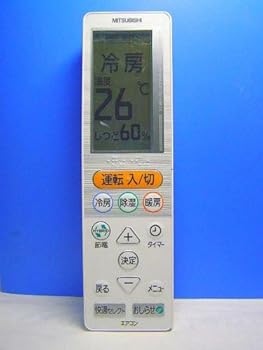 MITSUBISHI
冷房
温度
26℃
しつど60%
運転 入/切
冷房 除湿 暖房
節電
+
タイマー
決定
戻る
−
メニュー
快適セレクト
おしらせ
エアコン